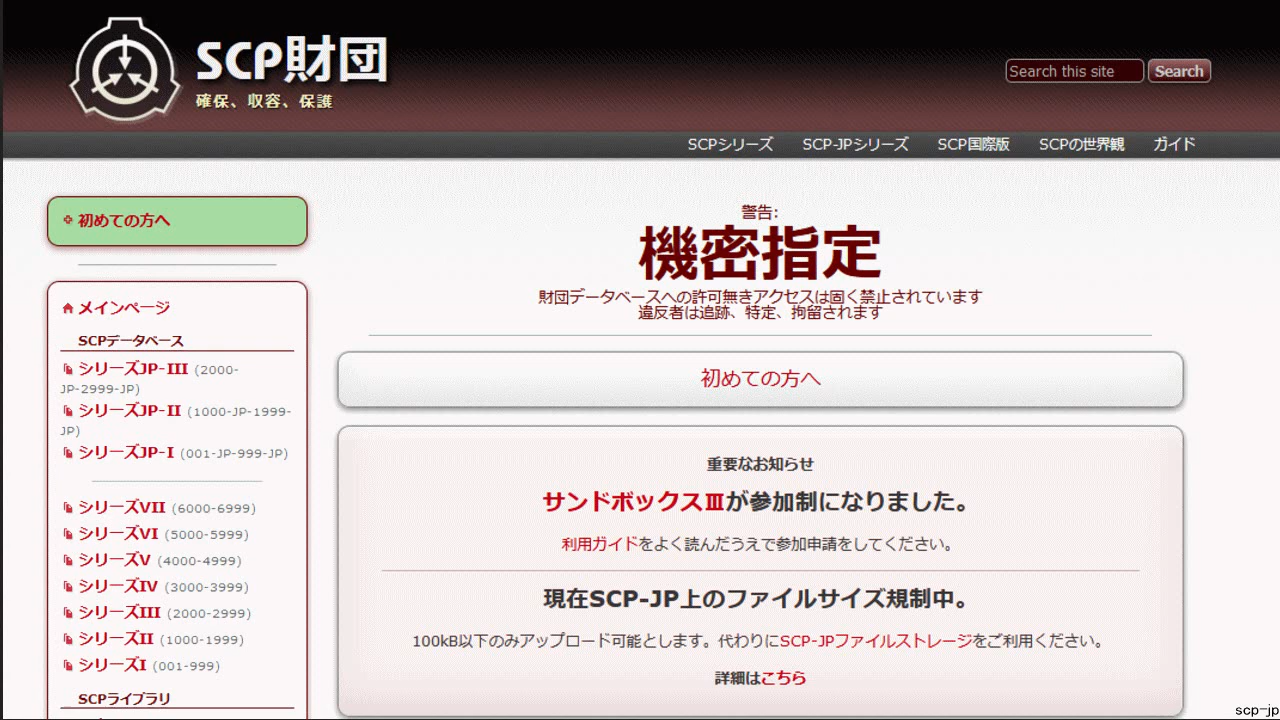 SCP財団
確保、収容、保護
Search this site
Search
SCPシリーズ
SCP-JPシリーズ
SCP国際版
SCPの世界観
ガイド
初めての方へ
メインページ
SCPデータベース
シリーズJP-III (2000-
JP-2999-JP)
シリーズJP-II (1000-JP-1999-
JP)
シリーズJP-I (001-JP-999-JP)
シリーズVII (6000-6999)
シリーズVI (5000-5999)
シリーズV (4000-4999)
シリーズIV (3000-3999)
シリーズIII (2000-2999)
シリーズII (1000-1999)
シリーズI (001-999)
SCPライブラリ
警告:
機密指定
財団データベースへの許可無きアクセスは固く禁止されています
違反者は追跡、特定、拘留されます
初めての方へ
重要なお知らせ
サンドボックスⅢが参加制になりました。
利用ガイドをよく読んだうえで参加申請をしてください。
現在SCP-JP上のファイルサイズ規制中。
100kB以下のみアップロード可能とします。代わりにSCP-JPファイルストレージをご利用ください。
詳細はこちら
scp-jp